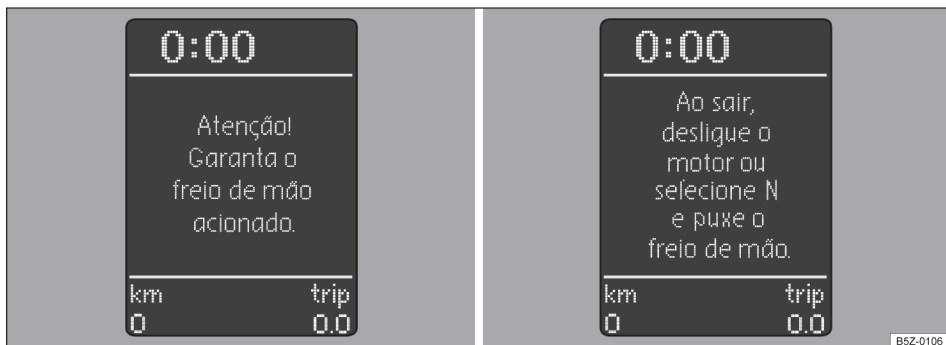 0:00
Atenção!
Garanta o
freio de mão
acionado.
km trip
0 0.0
0:00
Ao sair,
desligue o
motor ou
selecione N
e puxe o
freio de mão.
km trip
0 0.0
B5Z-0106